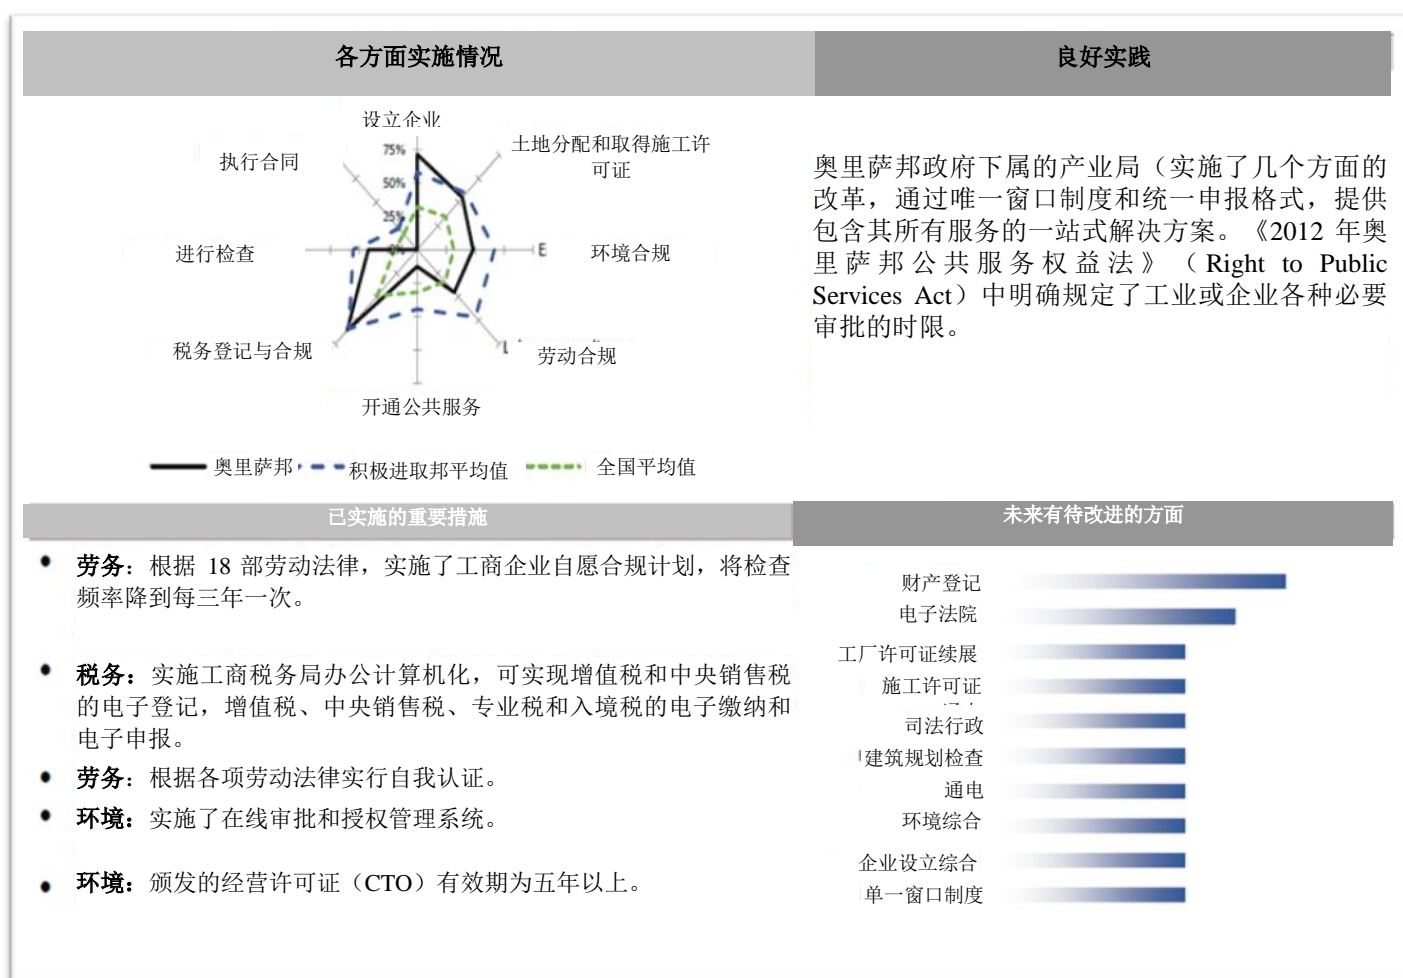 各方面实施情况
良好实践
设立企业
土地分配和取得施工许
可证
执行合同
75%
50%
25%
进行检查
E
环境合规
税务登记与合规
L
劳动合规
开通公共服务
奥里萨邦
积极进取邦平均值
全国平均值
奥里萨邦政府下属的产业局（实施了几个方面的
改革，通过唯一窗口制度和统一申报格式，提供
包含其所有服务的一站式解决方案。《2012 年奥
里萨邦公共服务权益法》（Right to Public
Services Act）中明确规定了工业或企业各种必要
审批的时限。
已实施的重要措施
• 劳务：根据 18 部劳动法律，实施了工商企业自愿合规计划，将检查
频率降到每三年一次。
• 税务：实施工商税务局办公计算机化，可实现增值税和中央销售税
的电子登记，增值税、中央销售税、专业税和入境税的电子缴纳和
电子申报。
• 劳务：根据各项劳动法律实行自我认证。
• 环境：实施了在线审批和授权管理系统。
• 环境：颁发的经营许可证（CTO）有效期为五年以上。
未来有待改进的方面
财产登记
电子法院
工厂许可证续展
施工许可证
司法行政
建筑规划检查
通电
环境综合
企业设立综合
单一窗口制度